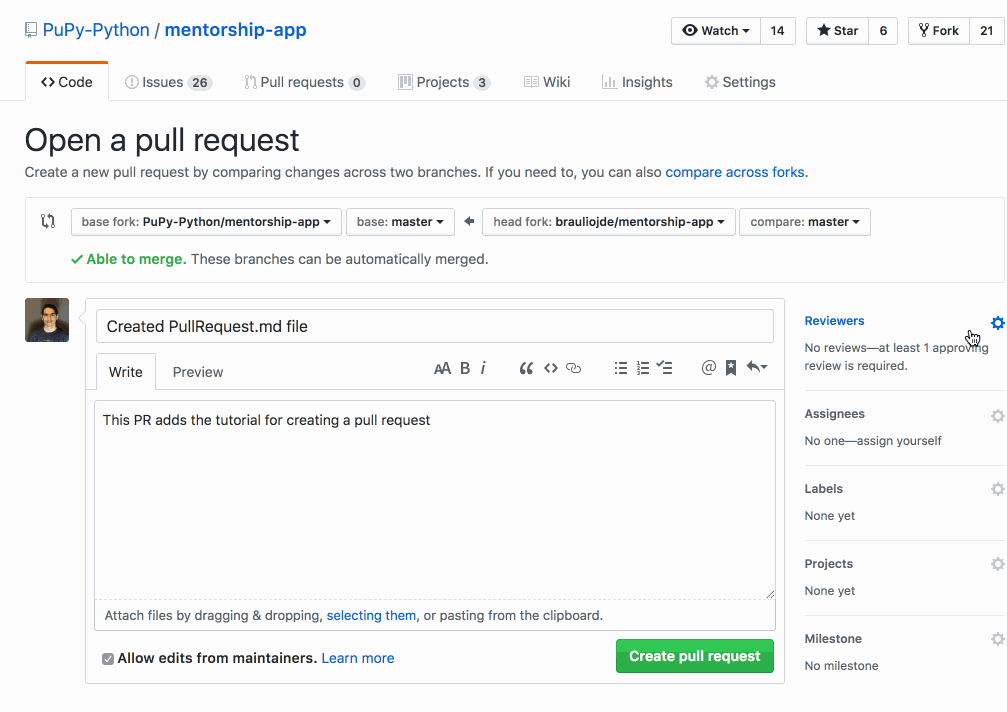 PuPy-Python / mentorship-app
Watch 14 Star 6 Fork 21
Code Issues 26 Pull requests 0 Projects 3 Wiki Insights Settings
Open a pull request
Create a new pull request by comparing changes across two branches. If you need to, you can also compare across forks.
base fork: PuPy-Python/mentorship-app base: master head fork: brauliojde/mentorship-app compare: master
Able to merge. These branches can be automatically merged.
Created PullRequest.md file
Write Preview AA B i @
This PR adds the tutorial for creating a pull request
Attach files by dragging & dropping, selecting them, or pasting from the clipboard.
Allow edits from maintainers. Learn more
Create pull request
Reviewers
No reviews—at least 1 approving
review is required.
Assignees
No one—assign yourself
Labels
None yet
Projects
None yet
Milestone
No milestone